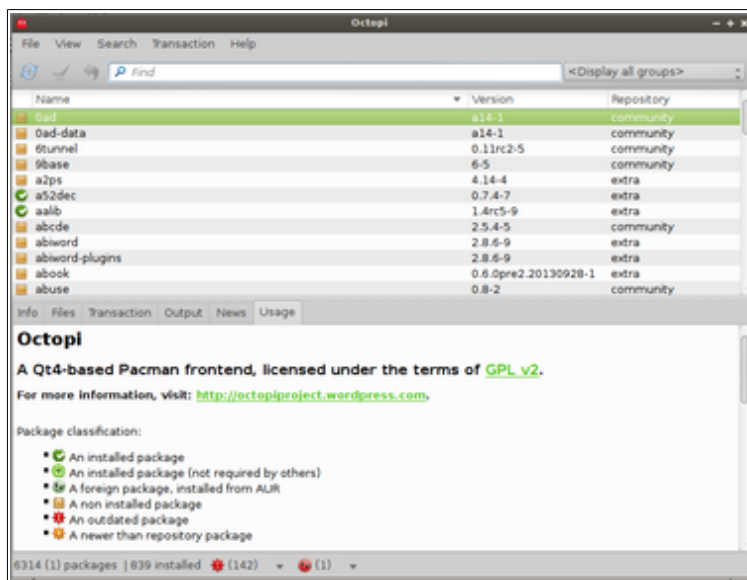 Octopi
File View Search Transaction Help
Find <Display all groups>
Name Version Repository
0ad a14-1 community
0ad-data a14-1 community
6tunnel 0.11rc2-5 community
9base 6-5 community
a2ps 4.14-4 extra
a52dec 0.7.4-7 extra
aalib 1.4rc5-9 extra
abcde 2.5.4-5 community
abiword 2.8.6-9 extra
abiword-plugins 2.8.6-9 extra
abook 0.6.0pre2.20130928-1 extra
abuse 0.8-2 community
Info Files Transaction Output News Usage
Octopi
A Qt4-based Pacman frontend, licensed under the terms of GPL v2.
For more information, visit: http://octopiproject.wordpress.com.
Package classification:
An installed package
An installed package (not required by others)
A foreign package, installed from AUR
A non installed package
An outdated package
A newer than repository package
6314 (1) packages | 839 installed (142) (1)